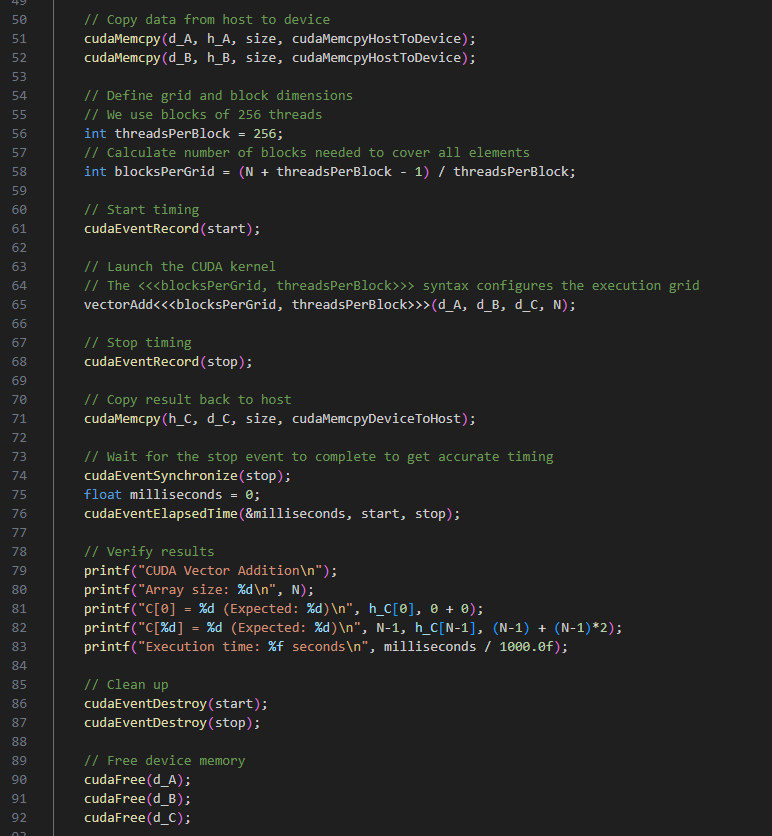 49
50 // Copy data from host to device
51 cudaMemcpy(d_A, h_A, size, cudaMemcpyHostToDevice);
52 cudaMemcpy(d_B, h_B, size, cudaMemcpyHostToDevice);
53
54 // Define grid and block dimensions
55 // We use blocks of 256 threads
56 int threadsPerBlock = 256;
57 // Calculate number of blocks needed to cover all elements
58 int blocksPerGrid = (N + threadsPerBlock - 1) / threadsPerBlock;
59
60 // Start timing
61 cudaEventRecord(start);
62
63 // Launch the CUDA kernel
64 // The <<<blocksPerGrid, threadsPerBlock>>> syntax configures the execution grid
65 vectorAdd<<<blocksPerGrid, threadsPerBlock>>>(d_A, d_B, d_C, N);
66
67 // Stop timing
68 cudaEventRecord(stop);
69
70 // Copy result back to host
71 cudaMemcpy(h_C, d_C, size, cudaMemcpyDeviceToHost);
72
73 // Wait for the stop event to complete to get accurate timing
74 cudaEventSynchronize(stop);
75 float milliseconds = 0;
76 cudaEventElapsedTime(&milliseconds, start, stop);
77
78 // Verify results
79 printf("CUDA Vector Addition\n");
80 printf("Array size: %d\n", N);
81 printf("C[0] = %d (Expected: %d)\n", h_C[0], 0 + 0);
82 printf("C[%d] = %d (Expected: %d)\n", N-1, h_C[N-1], (N-1) + (N-1)*2);
83 printf("Execution time: %f seconds\n", milliseconds / 1000.0f);
84
85 // Clean up
86 cudaEventDestroy(start);
87 cudaEventDestroy(stop);
88
89 // Free device memory
90 cudaFree(d_A);
91 cudaFree(d_B);
92 cudaFree(d_C);
93